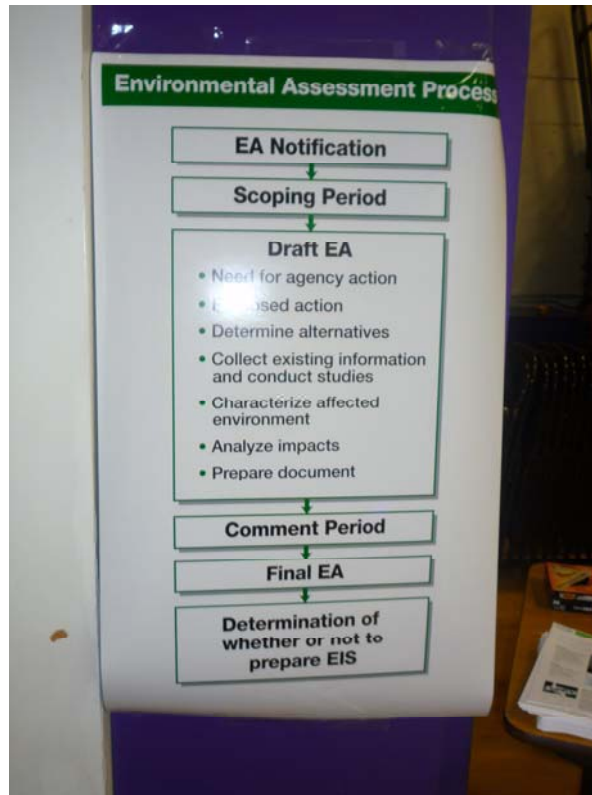 Environmental Assessment Process
EA Notification
Scoping Period
Draft EA
• Need for agency action
• action
• Determine alternatives
• Collect existing information
and conduct studies
• Characterize affected
environment
• Analyze impacts
• Prepare document
Comment Period
Final EA
Determination of
whether or not to
prepare EIS